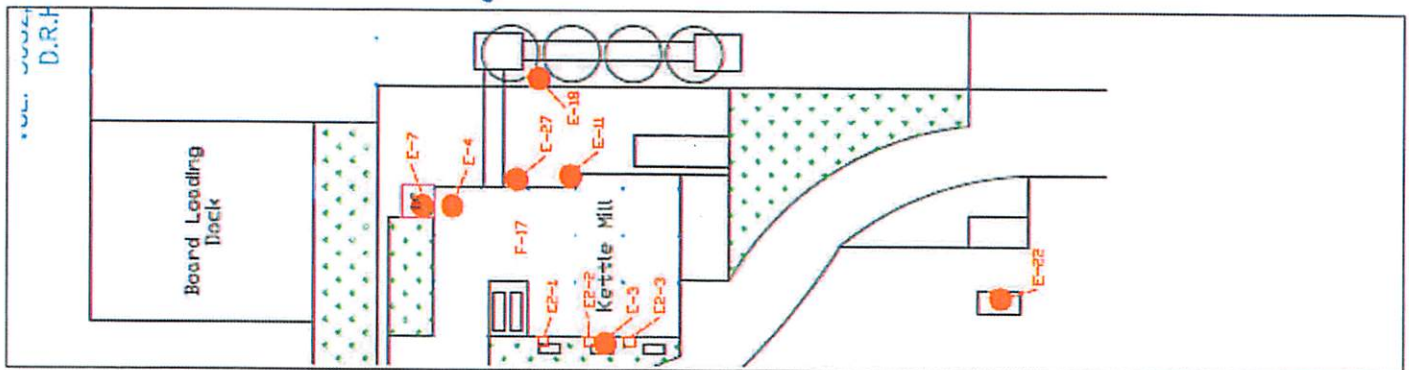 D.R.H
Board Loading
Dock
E-7
E-4
E-27
E-18
E-11
F-17
Kettle Mill
E2-1
E2-2
E-3
E2-3
E-22